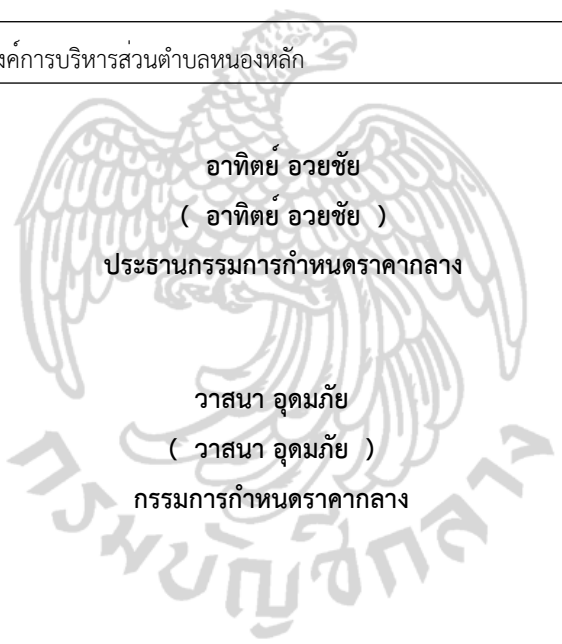 งค์การบริหารส่วนตำบลหนองหลัก
อาทิตย์ อวยชัย
( อาทิตย์ อวยชัย )
ประธานกรรมการกำหนดราคากลาง
วาสนา อุดมภัย
( วาสนา อุดมภัย )
กรรมการกำหนดราคากลาง
กรมบัญชีกลาง